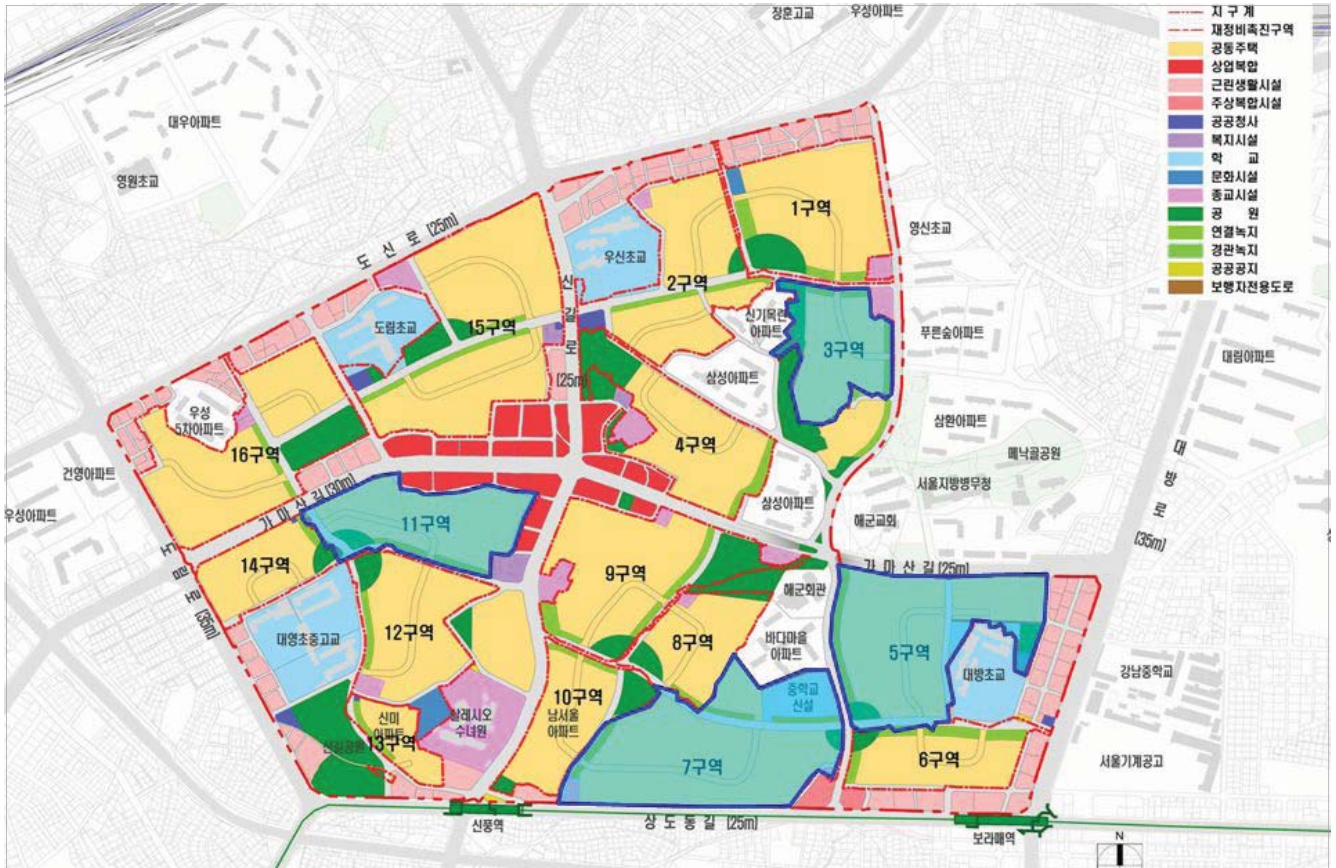 장훈고교
우성아파트
지 구 계
재정비촉진구역
공동주택
상업복합
근린생활시설
주상복합시설
공공청사
복지시설
학 교
문화시설
종교시설
공 원
연결녹지
경관녹지
공공공지
보행자전용도로
대우아파트
영원초교
도 신 로 (25m)
우신초교
1구역
영신초교
2구역
신 길 로
(25m)
신기목련
아파트
3구역
푸른숲아파트
대림아파트
도림초교
15구역
삼성아파트
우성
5차아파트
4구역
삼환아파트
메낙골공원
대 방 로 (35m)
16구역
건영아파트
우성아파트
가 마 산 길 (30m)
11구역
삼성아파트
서울지방병무청
해군교회
14구역
9구역
가 마 산 길 (25m)
도 림 로 (35m)
해군회관
대영초중고교
12구역
8구역
바다마을
아파트
5구역
대방초교
강남중학교
10구역
중학교
신설
신미
아파트
살레시오
수녀원
남서울
아파트
신길공원
13구역
7구역
6구역
서울기계공고
신풍역
상 도 동 길 (25m)
보라매역
N